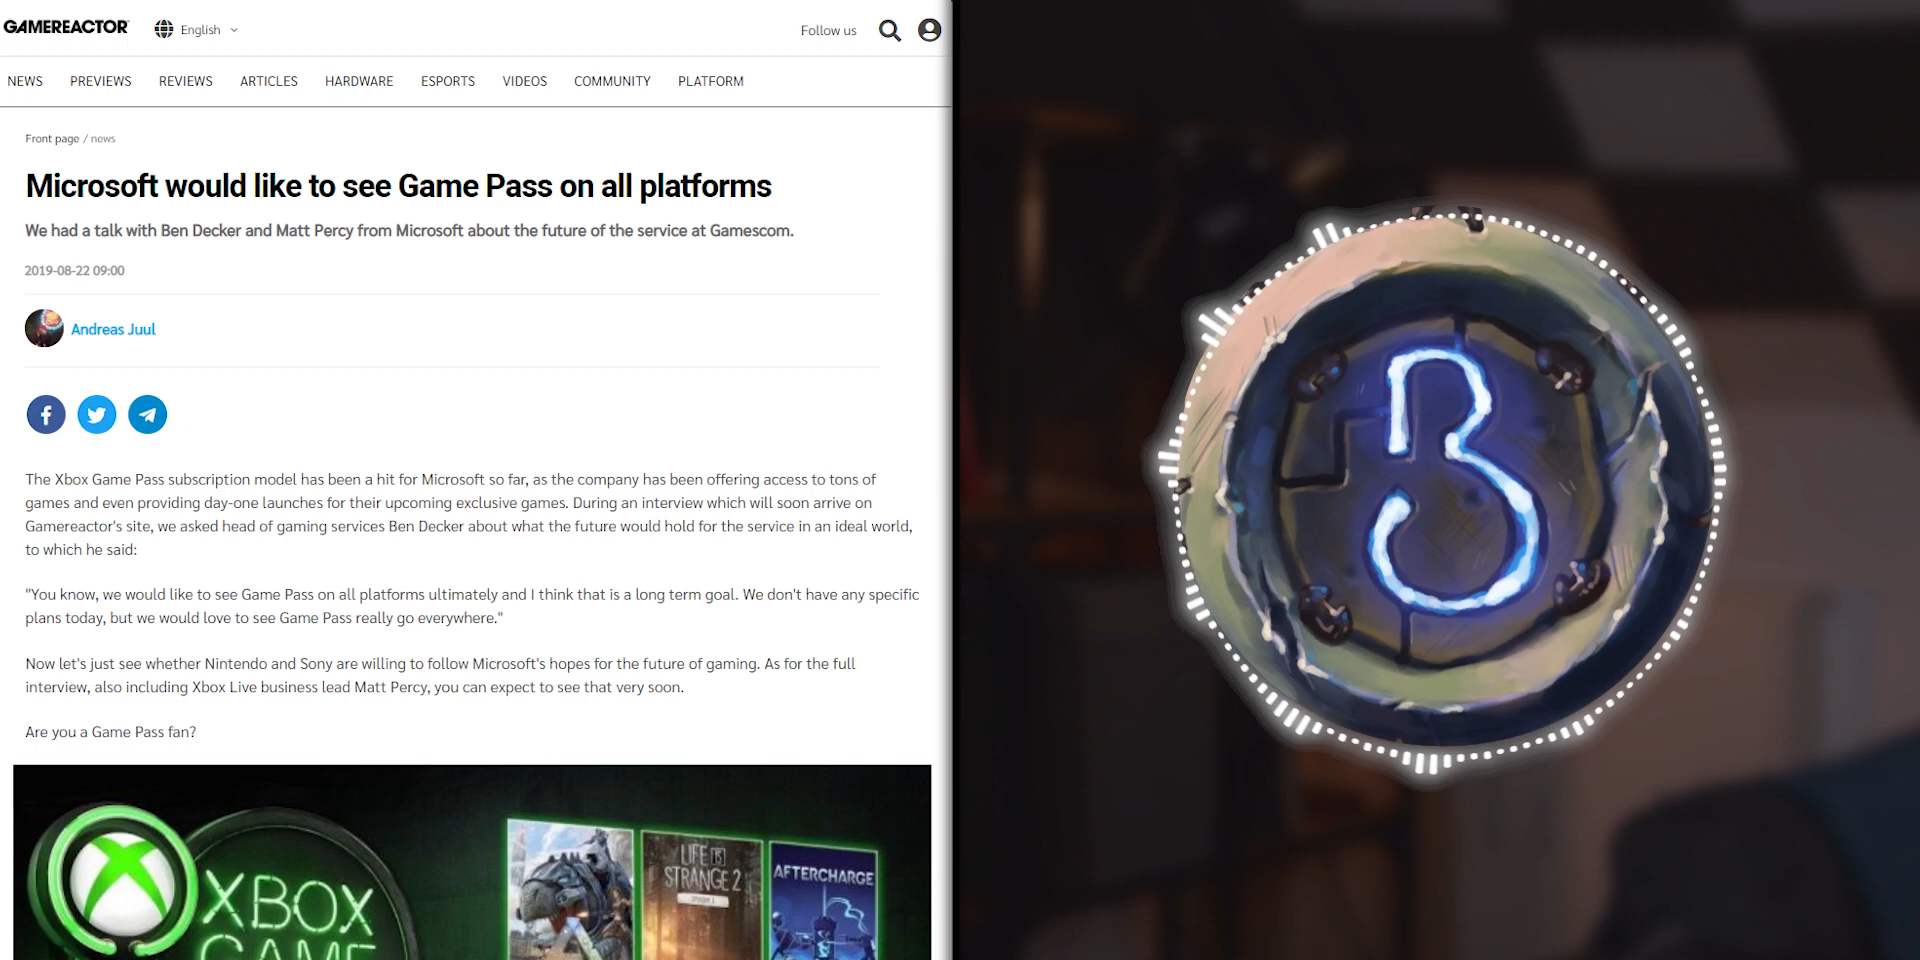 GAMEREACTOR
English
Follow us
NEWS PREVIEWS REVIEWS ARTICLES HARDWARE ESPORTS VIDEOS COMMUNITY PLATFORM
Front page / news
Microsoft would like to see Game Pass on all platforms
We had a talk with Ben Decker and Matt Percy from Microsoft about the future of the service at Gamescom.
2019-08-22 09:00
Andreas Juul
The Xbox Game Pass subscription model has been a hit for Microsoft so far, as the company has been offering access to tons of
games and even providing day-one launches for their upcoming exclusive games. During an interview which will soon arrive on
Gamereactor's site, we asked head of gaming services Ben Decker about what the future would hold for the service in an ideal world,
to which he said:
"You know, we would like to see Game Pass on all platforms ultimately and I think that is a long term goal. We don't have any specific
plans today, but we would love to see Game Pass really go everywhere."
Now let's just see whether Nintendo and Sony are willing to follow Microsoft's hopes for the future of gaming. As for the full
interview, also including Xbox Live business lead Matt Percy, you can expect to see that very soon.
Are you a Game Pass fan?
XBOX
GAME
LIFE IS
STRANGE 2
EPISODE 1
AFTERCHARGE